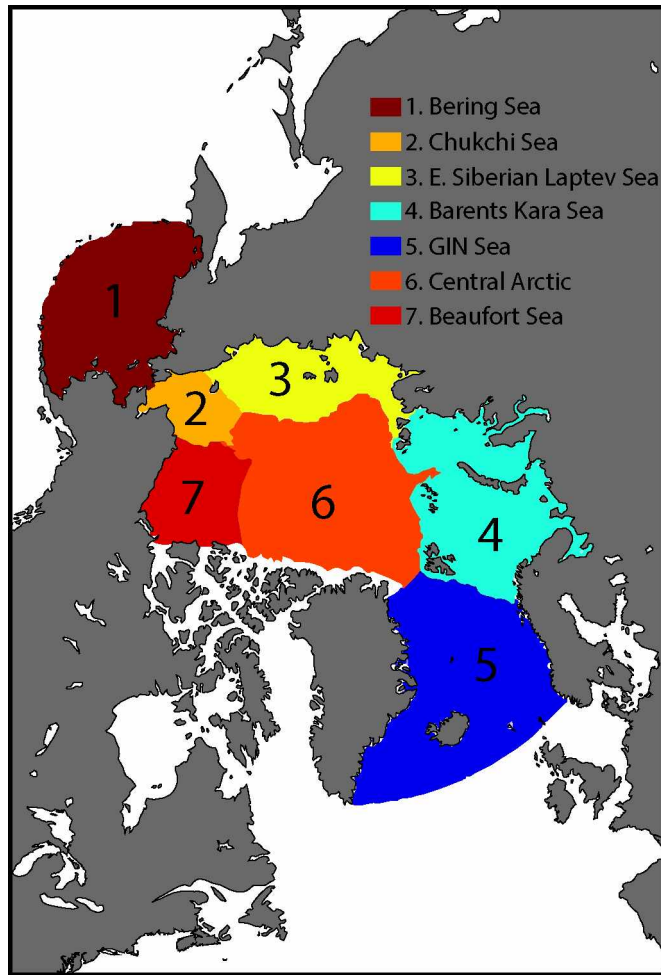 1. Bering Sea
2. Chukchi Sea
3. E. Siberian Laptev Sea
4. Barents Kara Sea
5. GIN Sea
6. Central Arctic
7. Beaufort Sea
1
3
2
7
6
4
5